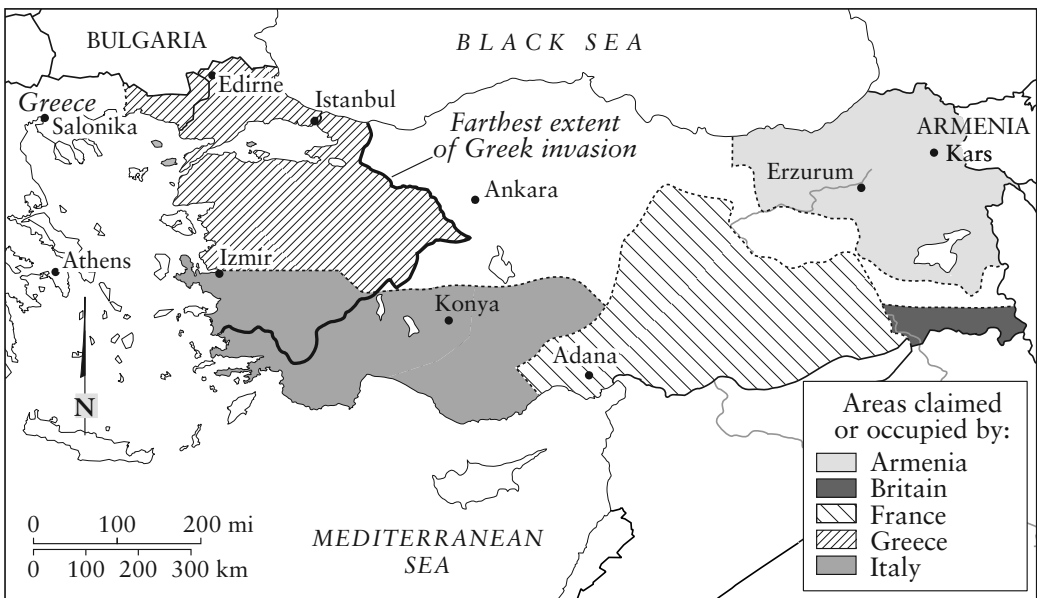 BULGARIA
BLACK SEA
Edirne
Greece
Istanbul
Salonika
Farthest extent
of Greek invasion
ARMENIA
Kars
Erzurum
Ankara
Athens
Izmir
Konya
Adana
N
Areas claimed
or occupied by:
Armenia
Britain
France
Greece
Italy
0 100 200 mi
0 100 200 300 km
MEDITERRANEAN
SEA